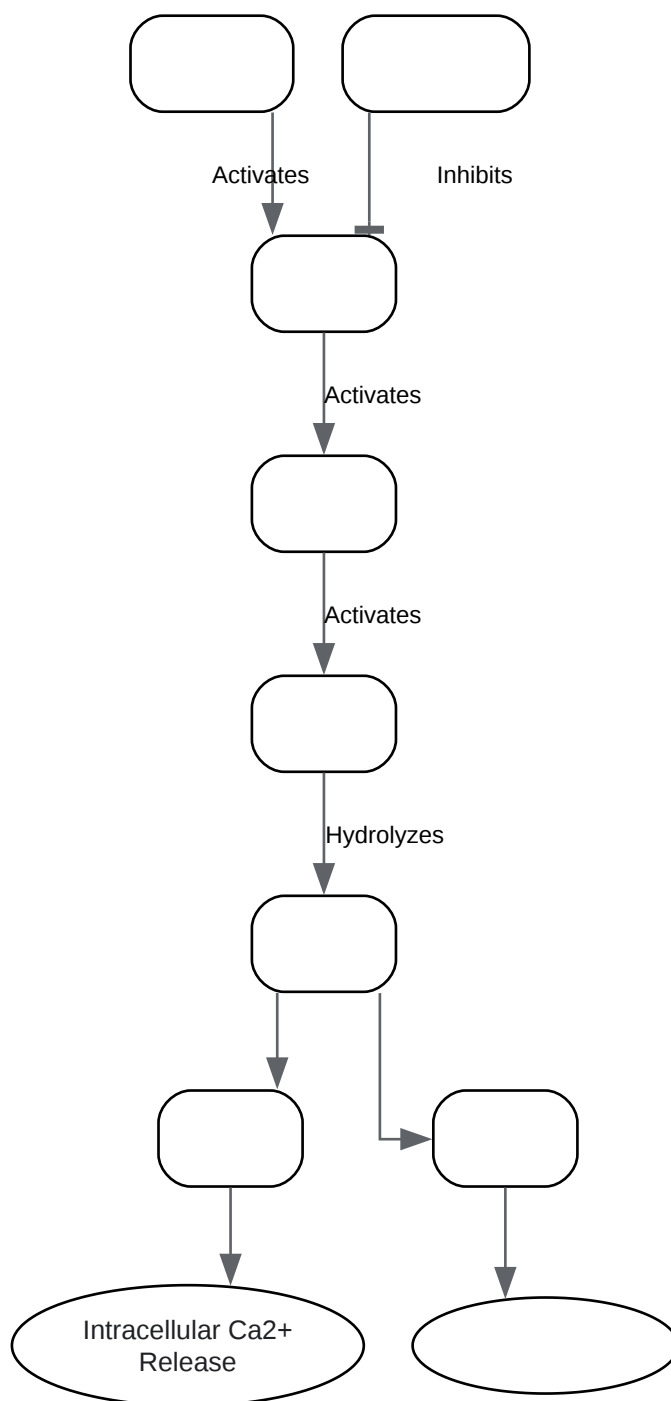 Activates
Inhibits
Activates
Activates
Hydrolyzes
Intracellular Ca2+
Release